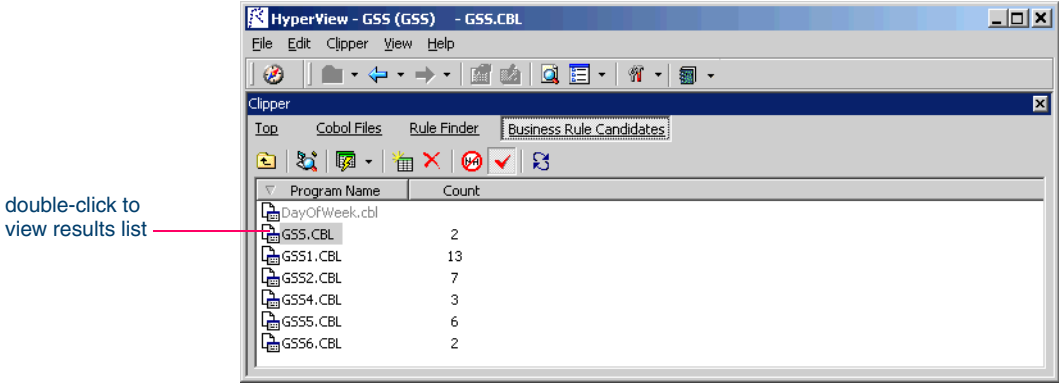 HyperView - GSS (GSS) - GSS.CBL
File Edit Clipper View Help
Clipper
Top Cobol Files Rule Finder Business Rule Candidates
Program Name Count
DayOfWeek.cbl
double-click to
view results list
GSS.CBL 2
GSS1.CBL 13
GSS2.CBL 7
GSS4.CBL 3
GSS5.CBL 6
GSS6.CBL 2